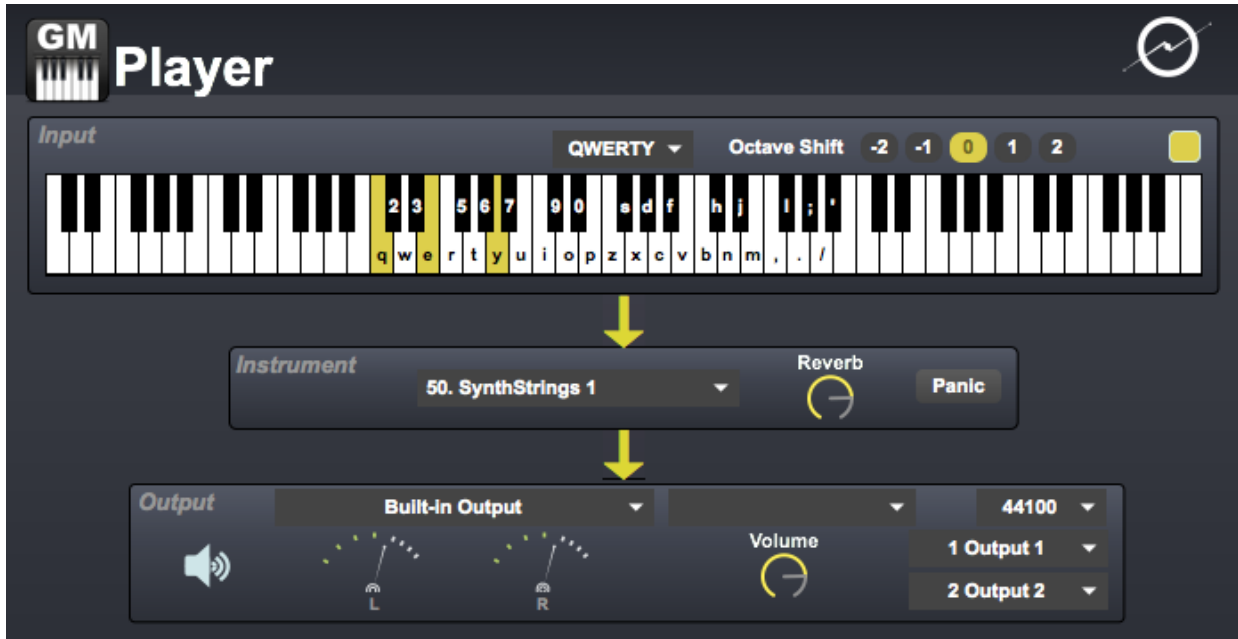 GM
Player
Input
QWERTY Octave Shift -2 -1 0 1 2
2 3 5 6 7 9 0 s d f h j l ; '
q w e r t y u i o p z x c v b n m , . /
Instrument
50. SynthStrings 1
Reverb
Panic
Output
Built-in Output
44100
Volume
1 Output 1
2 Output 2
L
R